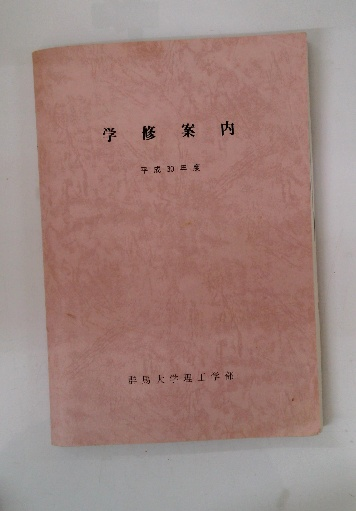 学修案内
平成30年度
群馬大学理工学部